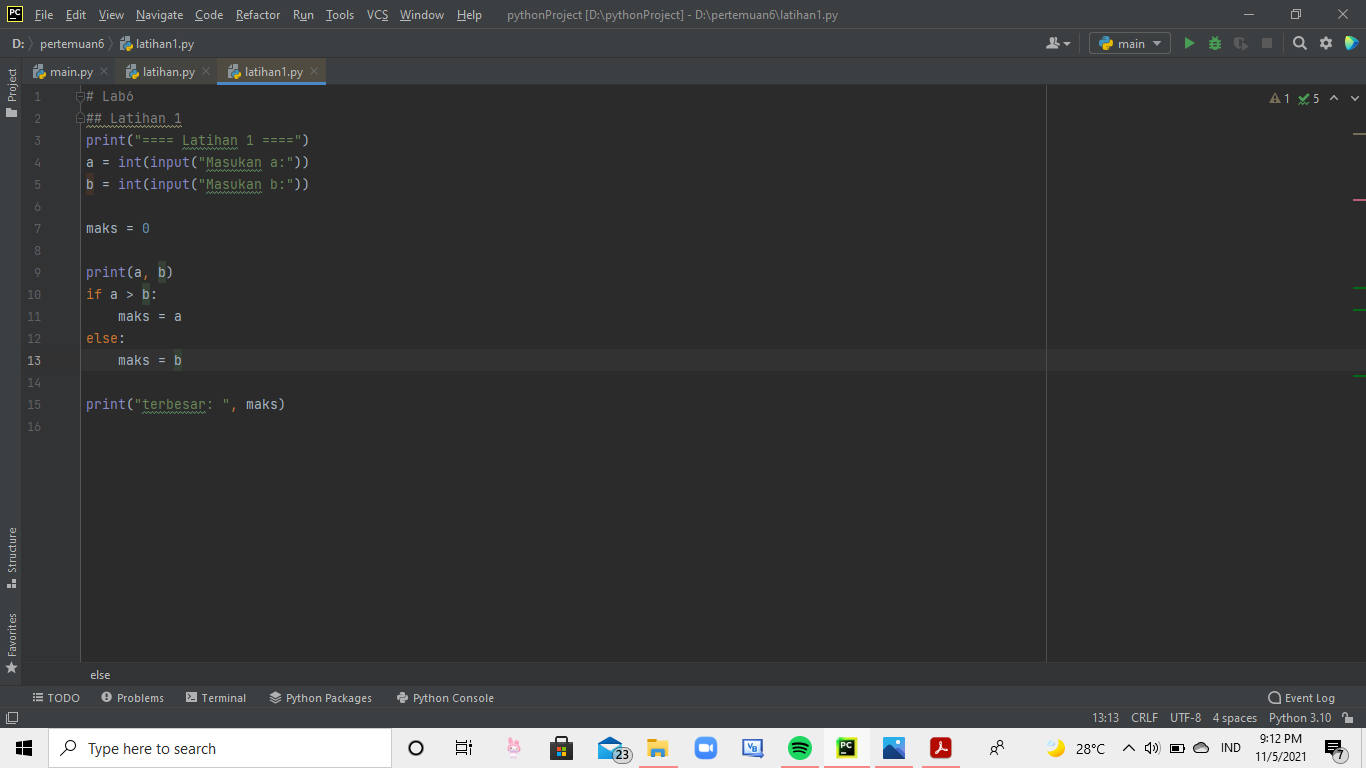 PC File Edit View Navigate Code Refactor Run Tools VCS Window Help pythonProject [D:\pythonProject] - D:\pertemuan6\latihan1.py
D: pertemuan6 latihan1.py main
main.py latihan.py latihan1.py
Project
1 # Lab6
2 ## Latihan 1
3 print("==== Latihan 1 ====")
4 a = int(input("Masukan a:"))
5 b = int(input("Masukan b:"))
6
7 maks = 0
8
9 print(a, b)
10 if a > b:
11 maks = a
12 else:
13 maks = b
14
15 print("terbesar: ", maks)
16
1 5
Structure
Favorites
else
TODO Problems Terminal Python Packages Python Console Event Log
13:13 CRLF UTF-8 4 spaces Python 3.10
Type here to search 23 VB PC 28°C IND 9:12 PM
11/5/2021 7